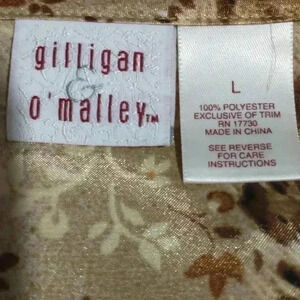 gilligan
&
o'malley™
L
100% POLYESTER
EXCLUSIVE OF TRIM
RN 17730
MADE IN CHINA
SEE REVERSE
FOR CARE
INSTRUCTIONS